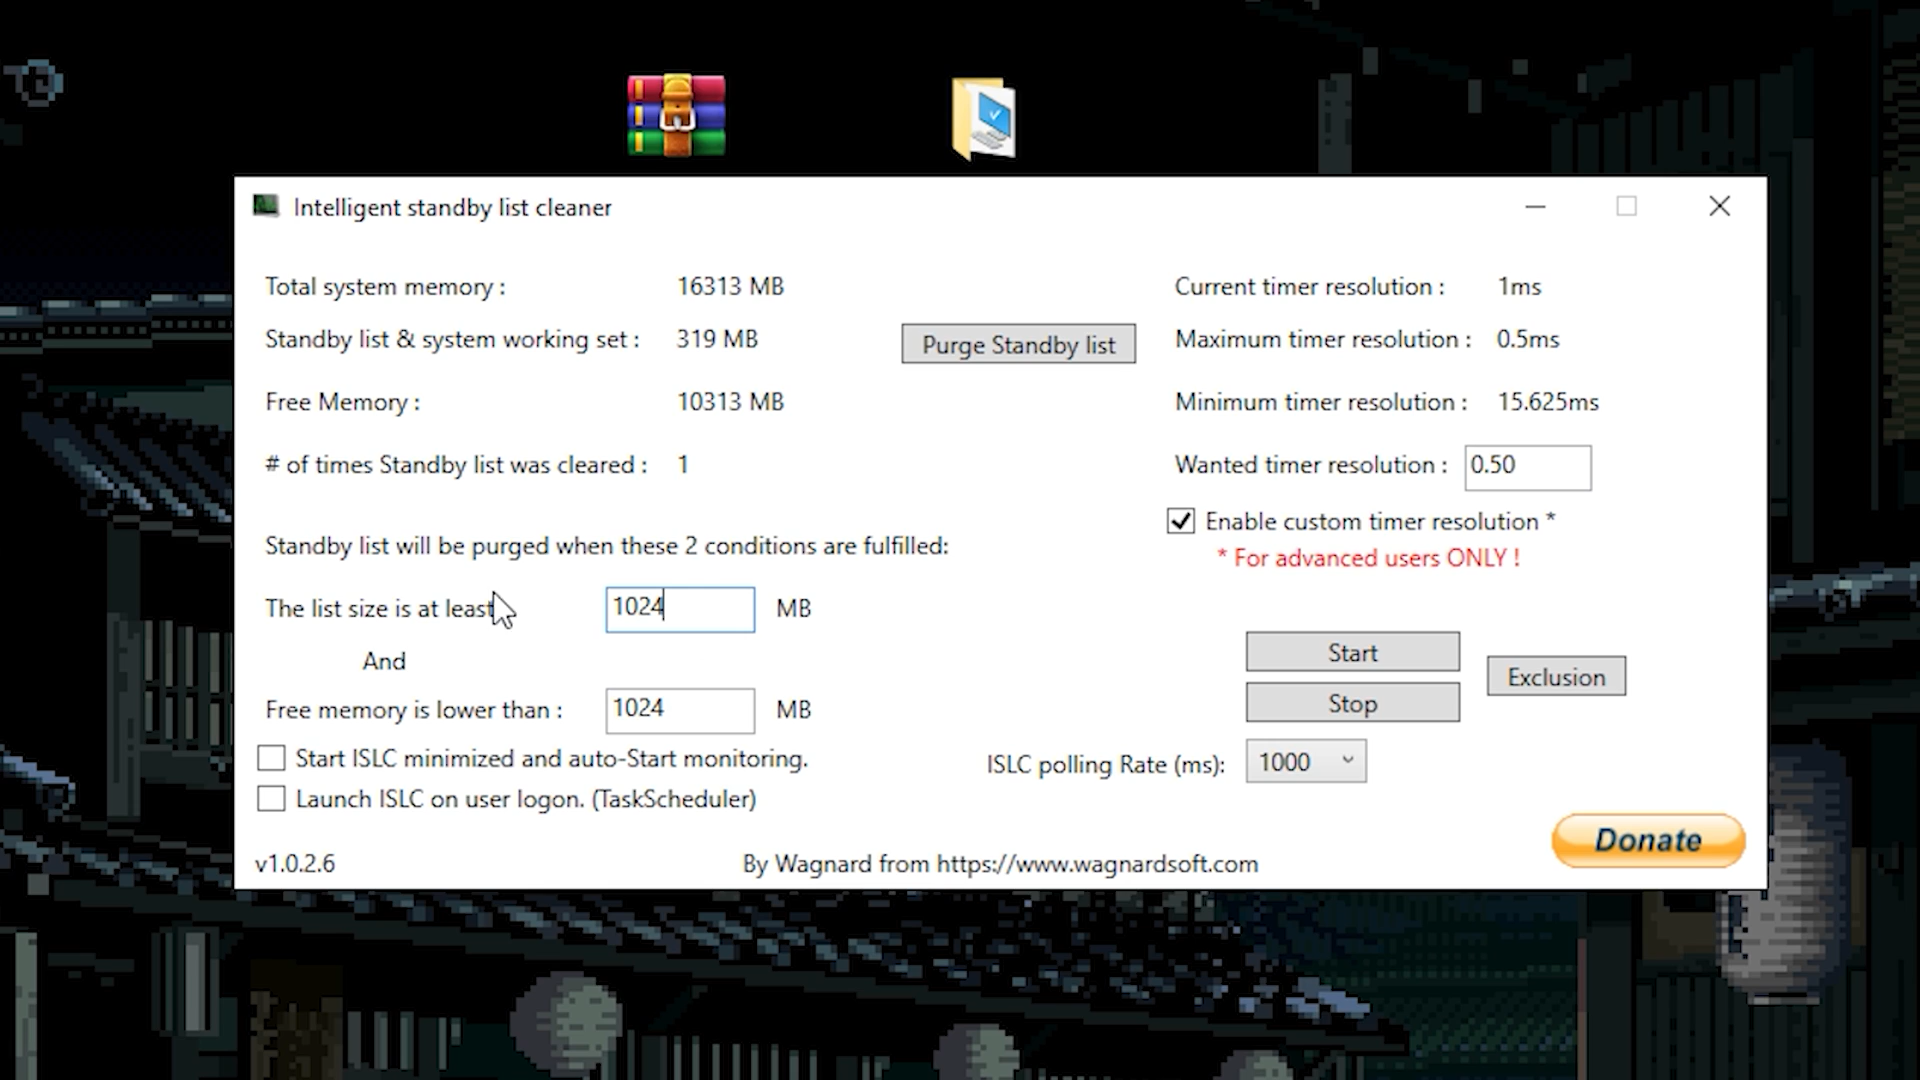 Intelligent standby list cleaner
Total system memory : 16313 MB
Standby list & system working set : 319 MB
Purge Standby list
Free Memory : 10313 MB
# of times Standby list was cleared : 1
Current timer resolution : 1ms
Maximum timer resolution : 0.5ms
Minimum timer resolution : 15.625ms
Wanted timer resolution : 0.50
Enable custom timer resolution *
* For advanced users ONLY !
Standby list will be purged when these 2 conditions are fulfilled:
The list size is at least 1024 MB
And
Free memory is lower than : 1024 MB
Start ISLC minimized and auto-Start monitoring.
Launch ISLC on user logon. (TaskScheduler)
Start
Stop
Exclusion
ISLC polling Rate (ms): 1000
Donate
v1.0.2.6
By Wagnard from https://www.wagnardsoft.com